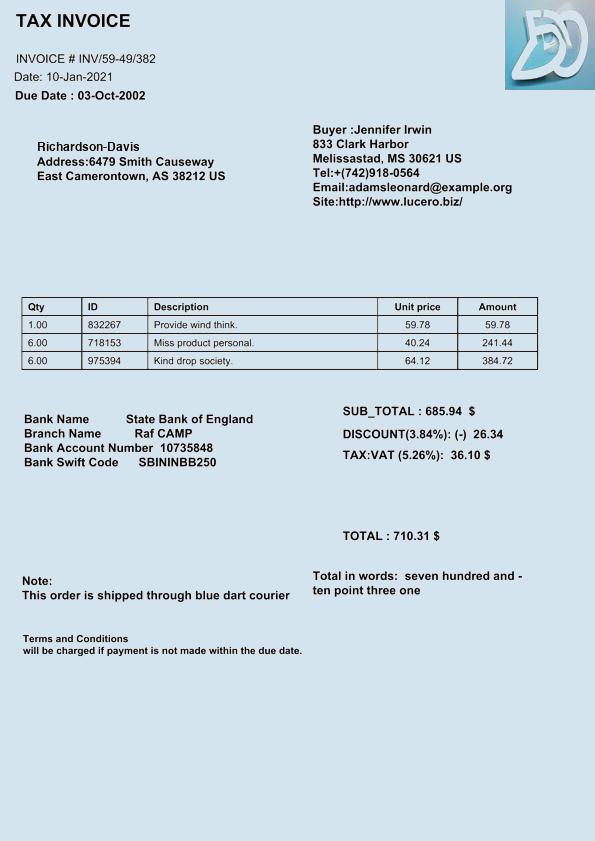 TAX INVOICE
INVOICE # INV/59-49/382
Date: 10-Jan-2021
Due Date : 03-Oct-2002
Richardson-Davis
Address:6479 Smith Causeway
East Camerontown, AS 38212 US
Buyer :Jennifer Irwin
833 Clark Harbor
Melissastad, MS 30621 US
Tel:+(742)918-0564
Email:adamsleonard@example.org
Site:http://www.lucero.biz/
Qty ID Description Unit price Amount
1.00 832267 Provide wind think. 59.78 59.78
6.00 718153 Miss product personal. 40.24 241.44
6.00 975394 Kind drop society. 64.12 384.72
Bank Name State Bank of England
Branch Name Raf CAMP
Bank Account Number 10735848
Bank Swift Code SBININBB250
SUB_TOTAL : 685.94 $
DISCOUNT(3.84%): (-) 26.34
TAX:VAT (5.26%): 36.10 $
TOTAL : 710.31 $
Note:
This order is shipped through blue dart courier
Total in words: seven hundred and -
ten point three one
Terms and Conditions
will be charged if payment is not made within the due date.